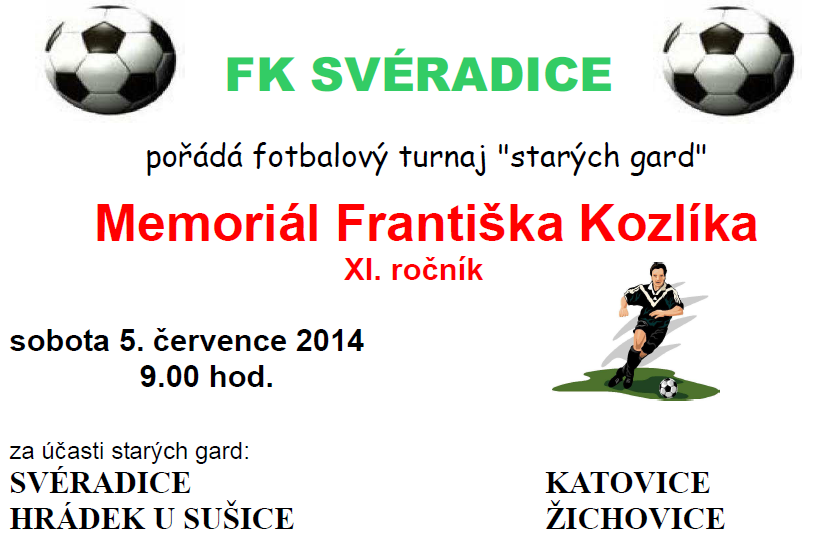 FK SVÉRADICE
pořádá fotbalový turnaj "starých gard"
Memoriál Františka Kozlíka
XI. ročník
sobota 5. července 2014
9.00 hod.
za účasti starých gard:
SVÉRADICE KATOVICE
HRÁDEK U SUŠICE ŽICHOVICE